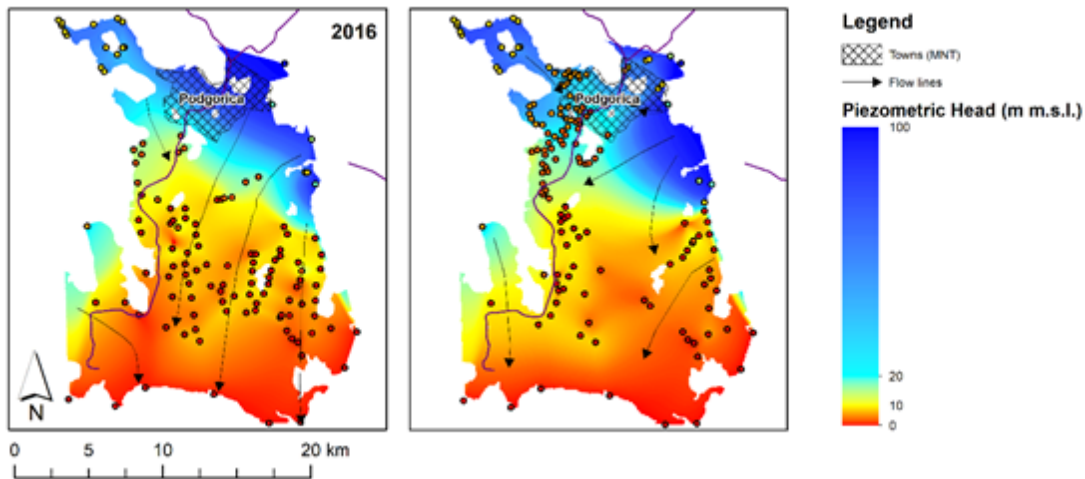 2016
Podgorica
N
0 5 10 20 km
Podgorica
Legend
Towns (MNT)
Flow lines
Piezometric Head (m m.s.l.)
100
20
10
0